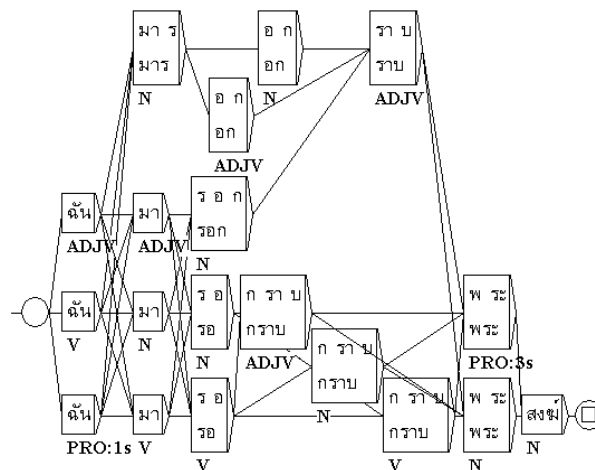 มา ร อ ก รา บ
มาร อก ราบ
N N ADJV
อ ก
อก
ADJV
ฉัน มา ร อ ก
รอก
ADJV ADJV N
ฉัน มา ร อ ก รา บ พ ระ
รอ กราบ พระ
V N N ADJV PRO:3s
ก รา บ
กราบ
N
ฉัน มา ร อ ก รา บ พ ระ สงฆ์
รอ กราบ พระ
PRO:1s V V V N N